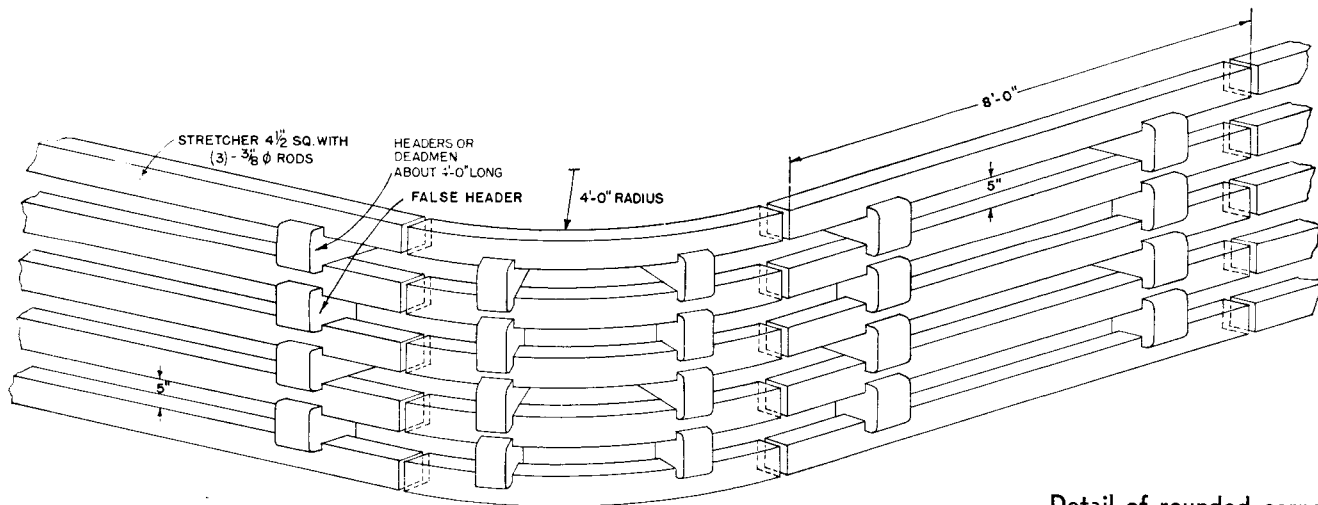 8'-0"
STRETCHER 4½" SQ. WITH
(3)-⅜" ϕ RODS
HEADERS OR
DEADMEN
ABOUT -0" LONG
FALSE HEADER
4'-0" RADIUS
5"
5"
Detail of rounded